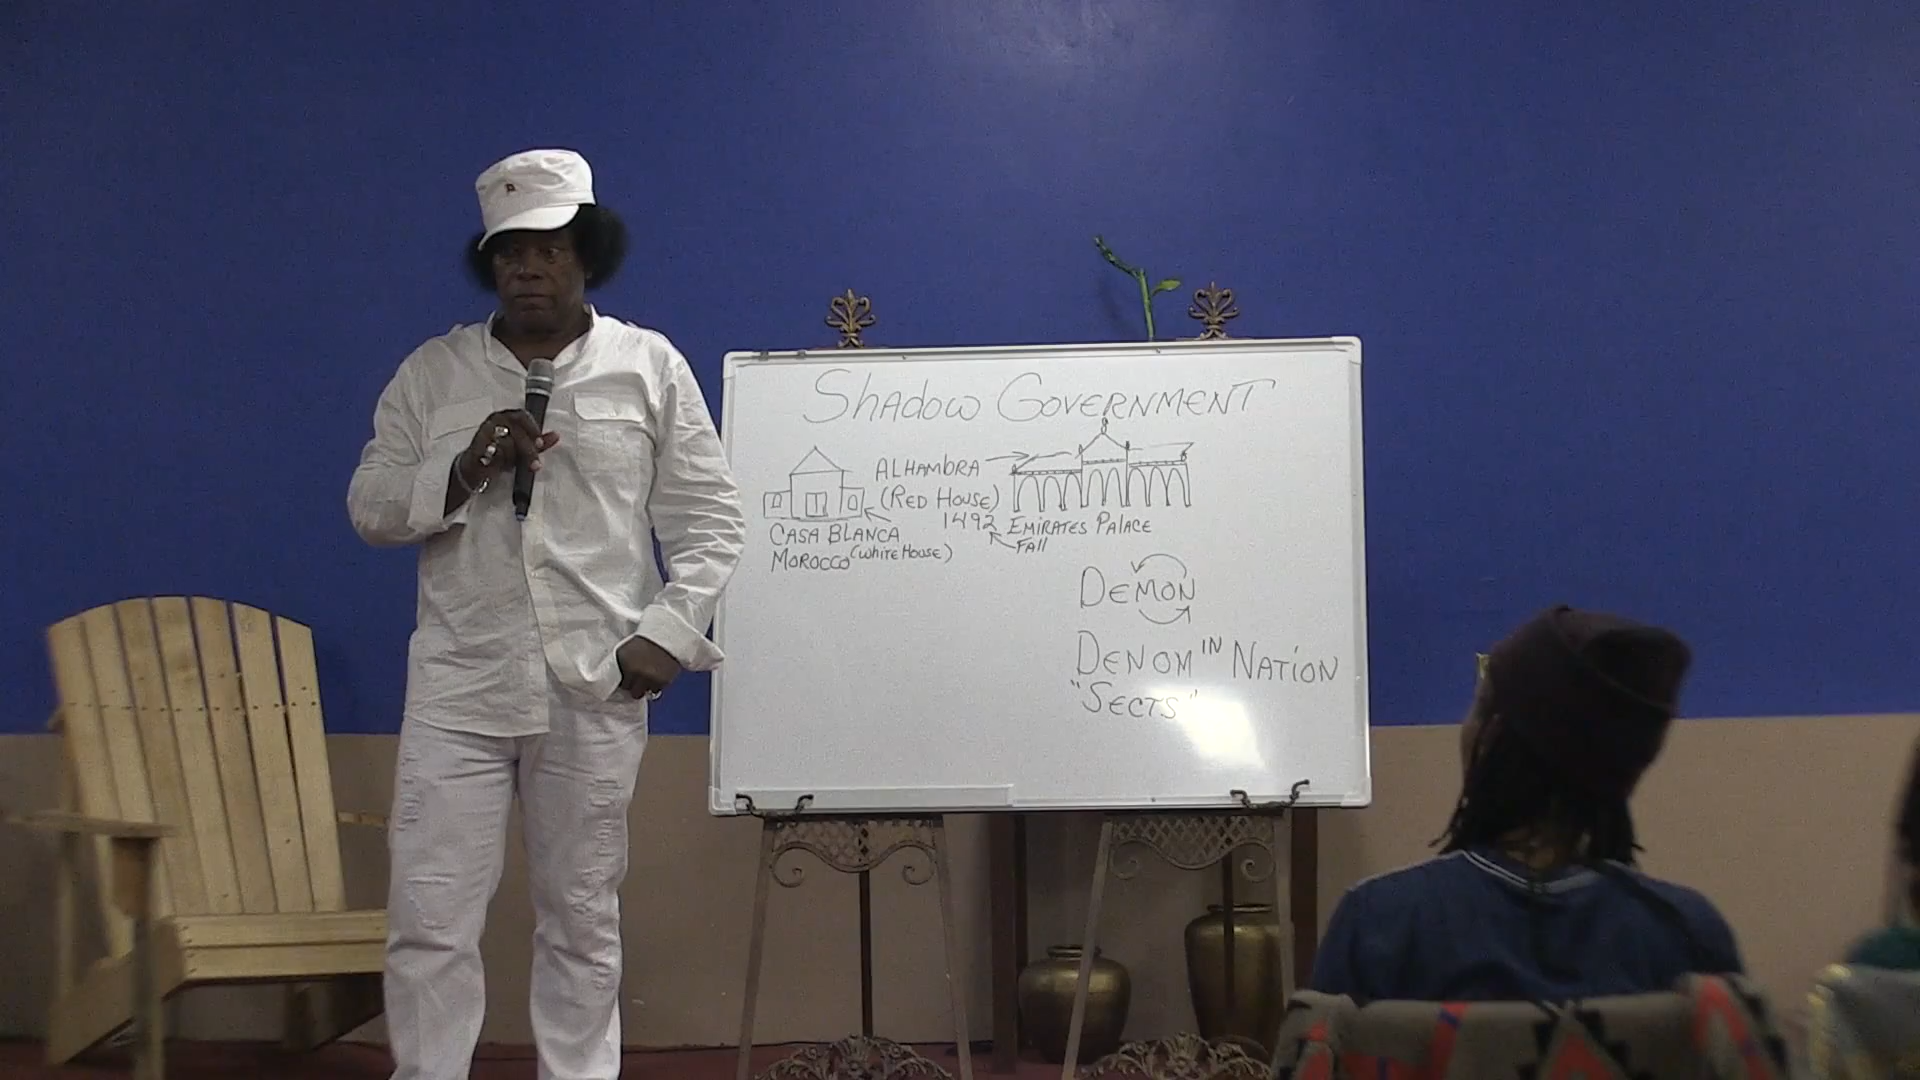 Shadow Government
ALHAMBRA
(Red House)
1492
Fall
Casa Blanca
Morocco (White House)
Emirates Palace
Demon
Denom in Nation
"Sects"